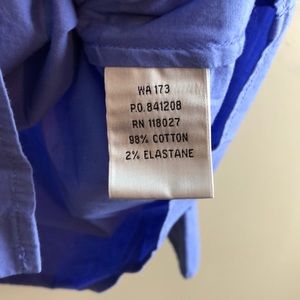 WA 173
P.O. 841208
RN 118027
98% COTTON
2% ELASTANE